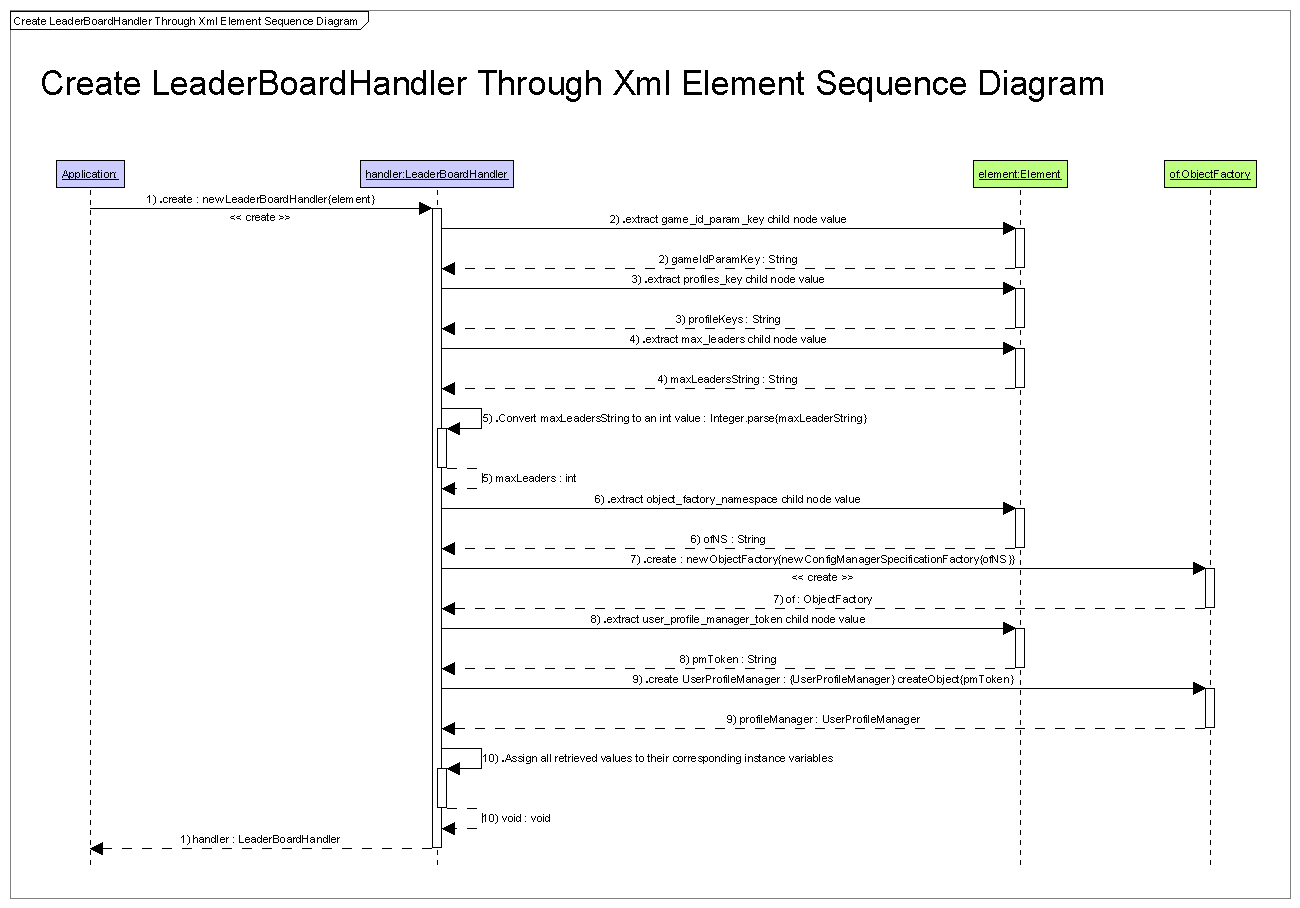 Create LeaderBoardHandler Through Xml Element Sequence Diagram
Create LeaderBoardHandler Through Xml Element Sequence Diagram
Application:
handler:LeaderBoardHandler
element:Element
of:ObjectFactory
1) .create : newLeaderBoardHandler{element}
<< create >>
2) .extract game_id_param_key child node value
2) gameIdParamKey : String
3) .extract profiles_key child node value
3) profileKeys : String
4) .extract max_leaders child node value
4) maxLeadersString : String
5) .Convert maxLeadersString to an int value : Integer.parse{maxLeaderString}
5) maxLeaders : int
6) .extract object_factory_namespace child node value
6) ofNS : String
7) .create : newObjectFactory{newConfigManagerSpecificationFactory{ofNS}}
<< create >>
7) of : ObjectFactory
8) .extract user_profile_manager_token child node value
8) pmToken : String
9) .create UserProfileManager : {UserProfileManager}createObject{pmToken}
9) profileManager : UserProfileManager
10) .Assign all retrieved values to their corresponding instance variables
10) void : void
1) handler : LeaderBoardHandler